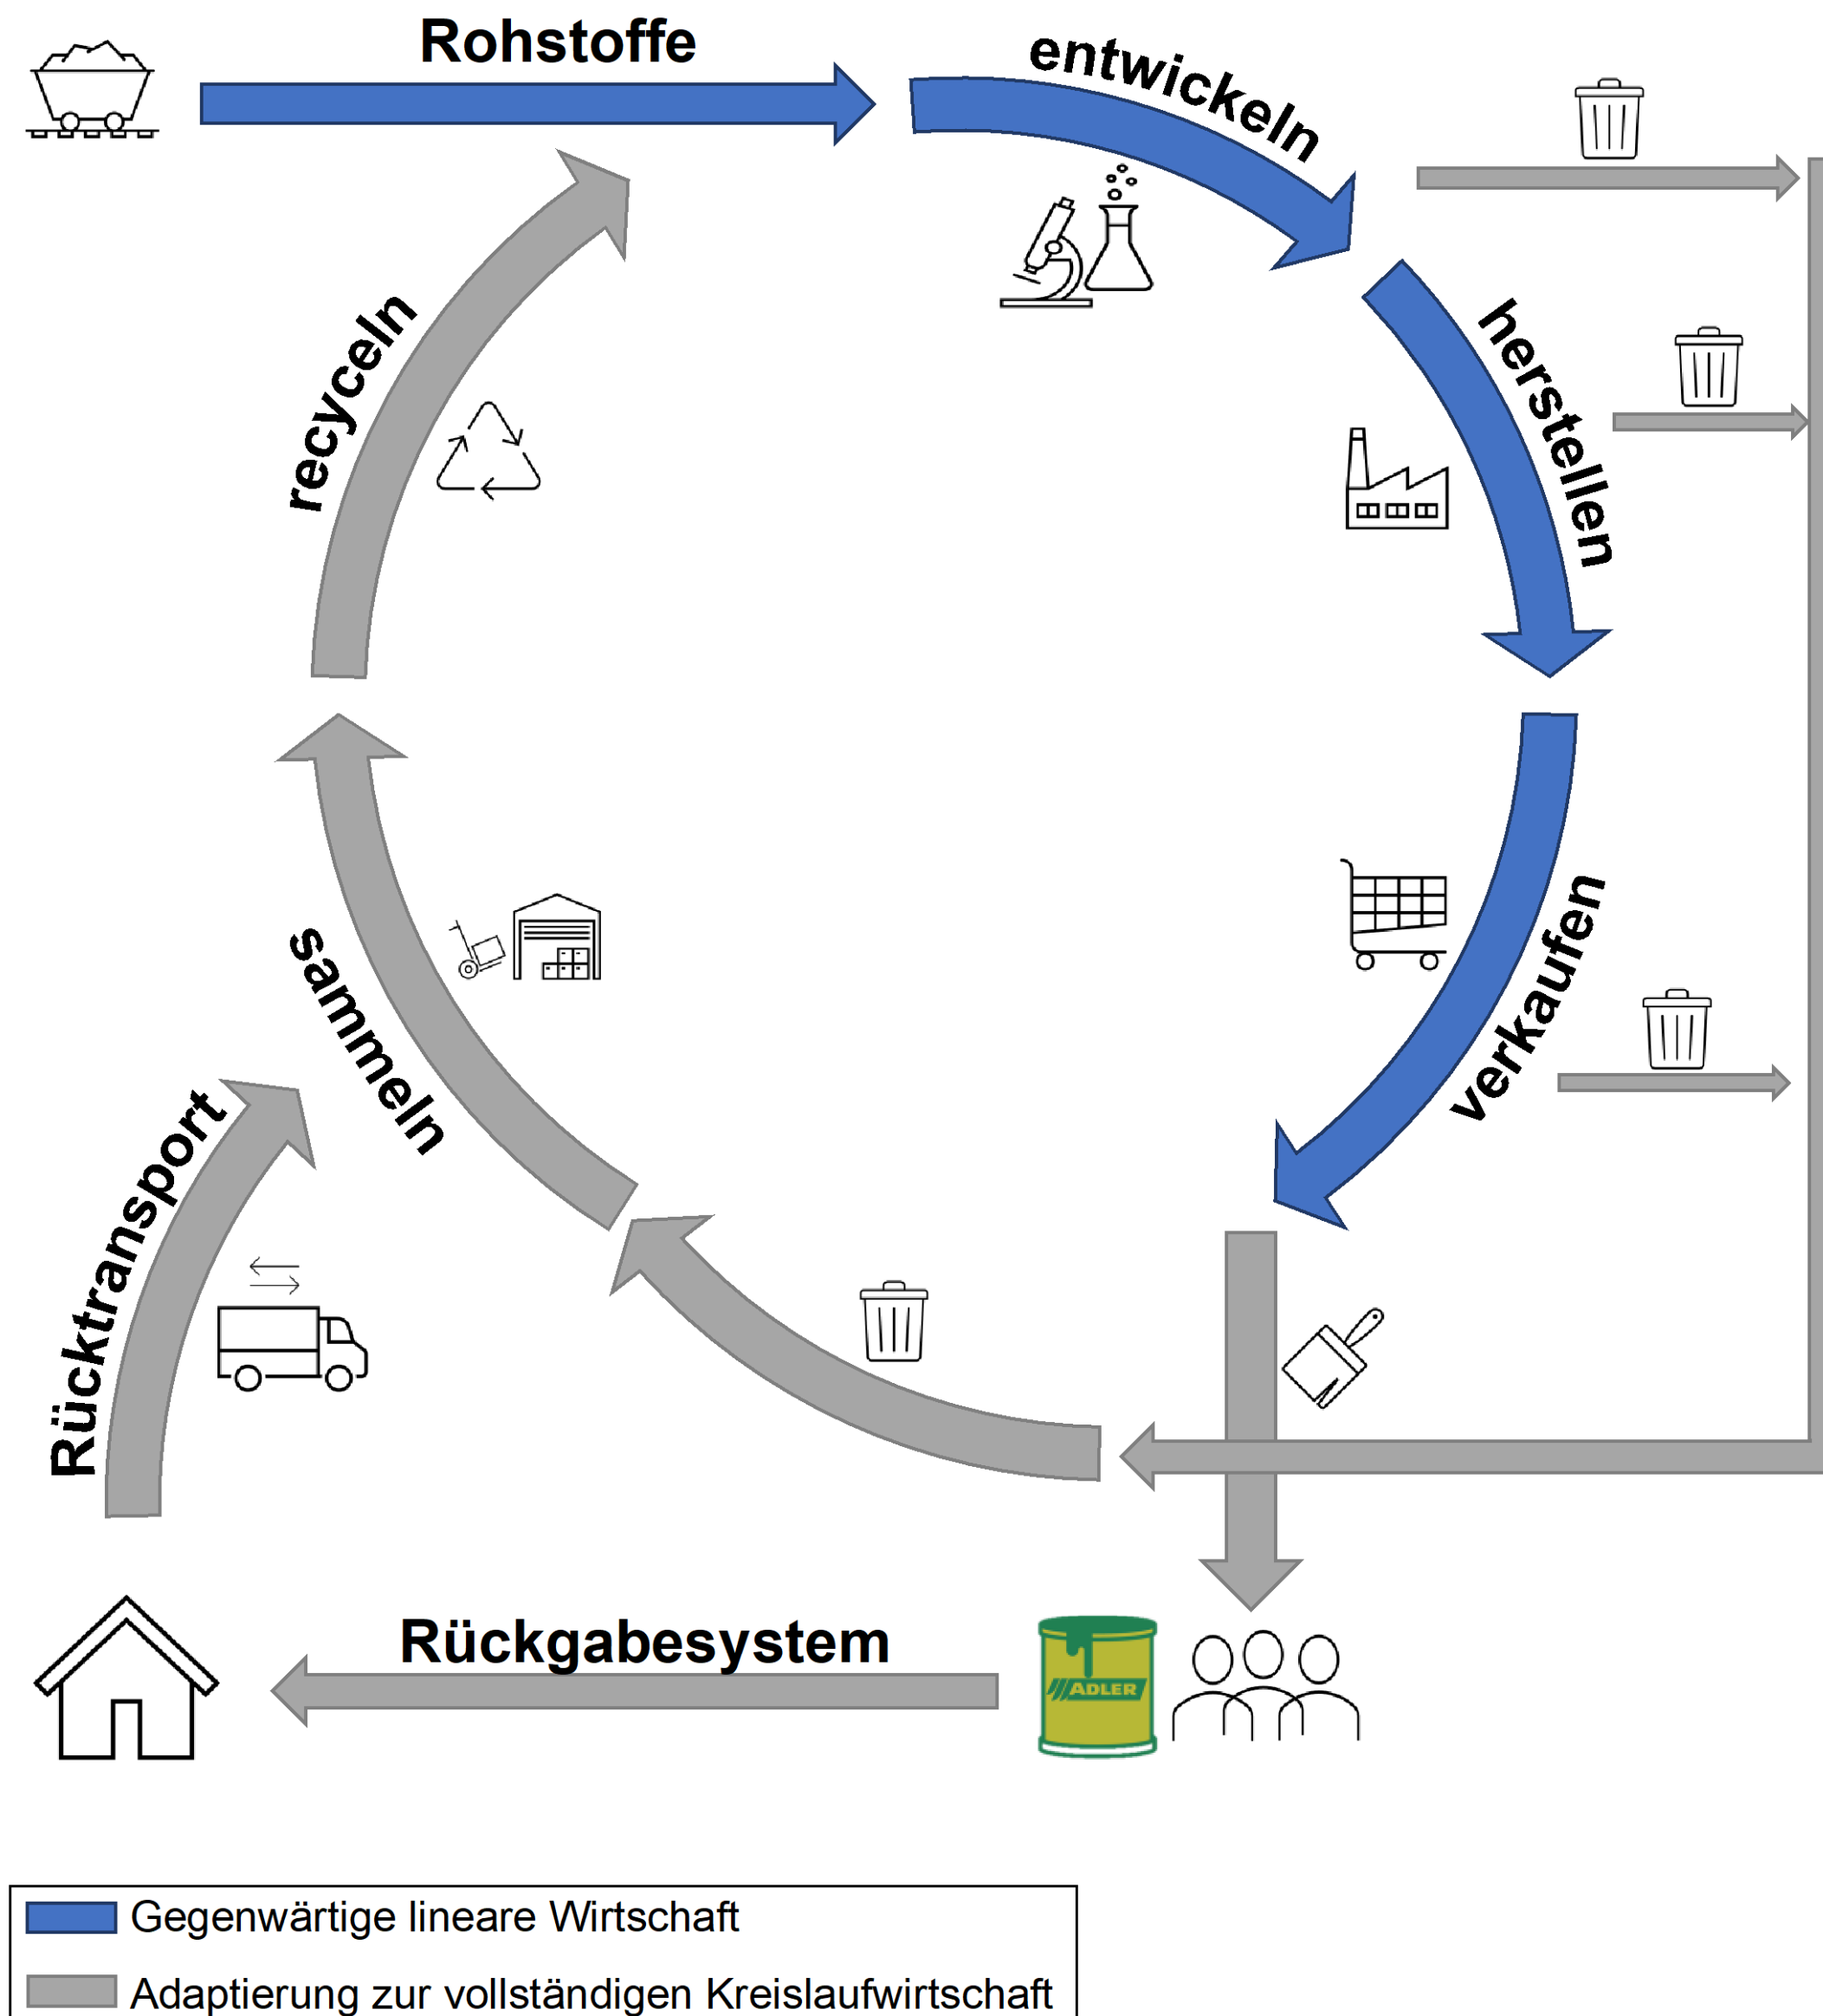 Rohstoffe
entwickeln
herstellen
verkaufen
recyceln
sammeln
Rücktransport
Rückgabesystem
ADLER
Gegenwärtige lineare Wirtschaft
Adaptierung zur vollständigen Kreislaufwirtschaft